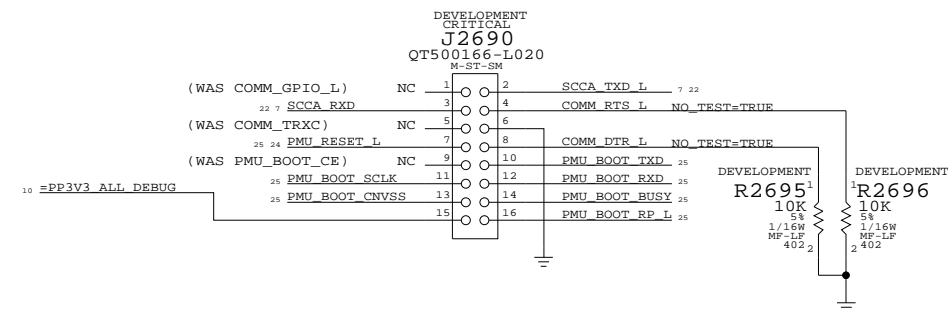 DEVELOPMENT
CRITICAL
J2690
QT500166-L020
M-ST-SM
(WAS COMM_GPIO_L) NC 1 2 SCCA_TXD_L 7 22
22 7 SCCA_RXD 3 4 COMM_RTS_L NO_TEST=TRUE
(WAS COMM_TRXC) NC 5 6
25 24 PMU_RESET_L 7 8 COMM_DTR_L NO_TEST=TRUE
(WAS PMU_BOOT_CE) NC 9 10 PMU_BOOT_TXD 25
25 PMU_BOOT_SCLK 11 12 PMU_BOOT_RXD 25
10 =PP3V3_ALL_DEBUG
25 PMU_BOOT_CNVSS 13 14 PMU_BOOT_BUSY 25
15 16 PMU_BOOT_RP_L 25
DEVELOPMENT
R2695 1
10K
5%
1/16W
MF-LF
402 2
DEVELOPMENT
1 R2696
10K
5%
1/16W
MF-LF
2 402